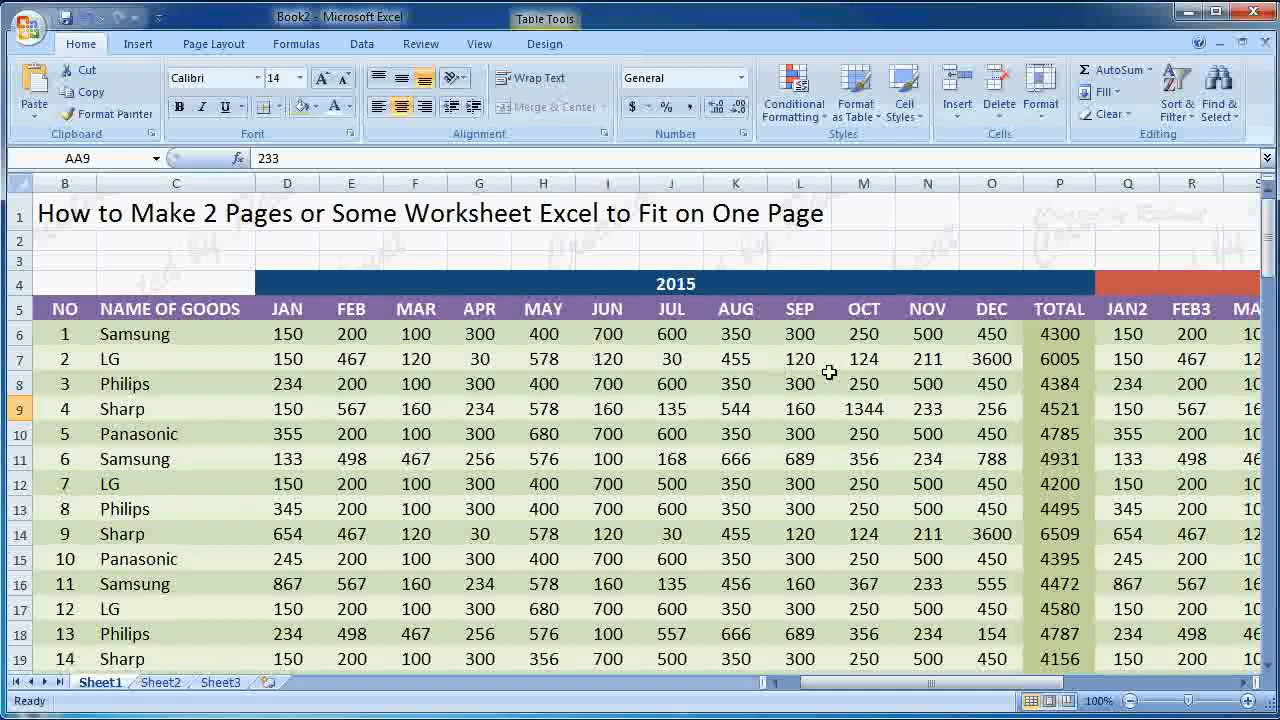 Book2 - Microsoft Excel
Table Tools
Home Insert Page Layout Formulas Data Review View Design
Paste
Cut
Copy
Format Painter
Clipboard
Calibri 14
B I U
Font
Wrap Text
Merge & Center
Alignment
General
$ % ,
Number
Conditional Formatting
Format as Table
Cell Styles
Styles
Insert Delete Format
Cells
AutoSum
Fill
Clear
Sort & Filter
Find & Select
Editing
AA9 fx 233
B C D E F G H I J K L M N O P Q R S
1 How to Make 2 Pages or Some Worksheet Excel to Fit on One Page
2
3
4 2015
5 NO NAME OF GOODS JAN FEB MAR APR MAY JUN JUL AUG SEP OCT NOV DEC TOTAL JAN2 FEB3 MA
6 1 Samsung 150 200 100 300 400 700 600 350 300 250 500 450 4300 150 200 10
7 2 LG 150 467 120 30 578 120 30 455 120 124 211 3600 6005 150 467 12
8 3 Philips 234 200 100 300 400 700 600 350 300 250 500 450 4384 234 200 10
9 4 Sharp 150 567 160 234 578 160 135 544 160 1344 233 256 4521 150 567 16
10 5 Panasonic 355 200 100 300 680 700 600 350 300 250 500 450 4785 355 200 10
11 6 Samsung 133 498 467 256 576 100 168 666 689 356 234 788 4931 133 498 46
12 7 LG 150 200 100 300 400 700 500 350 300 250 500 450 4200 150 200 10
13 8 Philips 345 200 100 300 400 700 600 350 300 250 500 450 4495 345 200 10
14 9 Sharp 654 467 120 30 578 120 30 455 120 124 211 3600 6509 654 467 12
15 10 Panasonic 245 200 100 300 400 700 600 350 300 250 500 450 4395 245 200 10
16 11 Samsung 867 567 160 234 578 160 135 456 160 367 233 555 4472 867 567 16
17 12 LG 150 200 100 300 680 700 600 350 300 250 500 450 4580 150 200 10
18 13 Philips 234 498 467 256 576 100 557 666 689 356 234 154 4787 234 498 46
19 14 Sharp 150 200 100 300 356 700 500 350 300 250 500 450 4156 150 200 10
Sheet1 Sheet2 Sheet3
Ready 100%